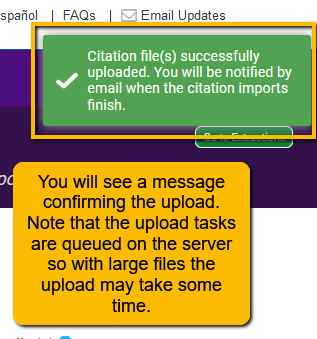 spañol | FAQs | Email Updates
Citation file(s) successfully
uploaded. You will be notified by
email when the citation imports
finish.
You will see a message
confirming the upload.
Note that the upload tasks
are queued on the server
so with large files the
upload may take some
time.